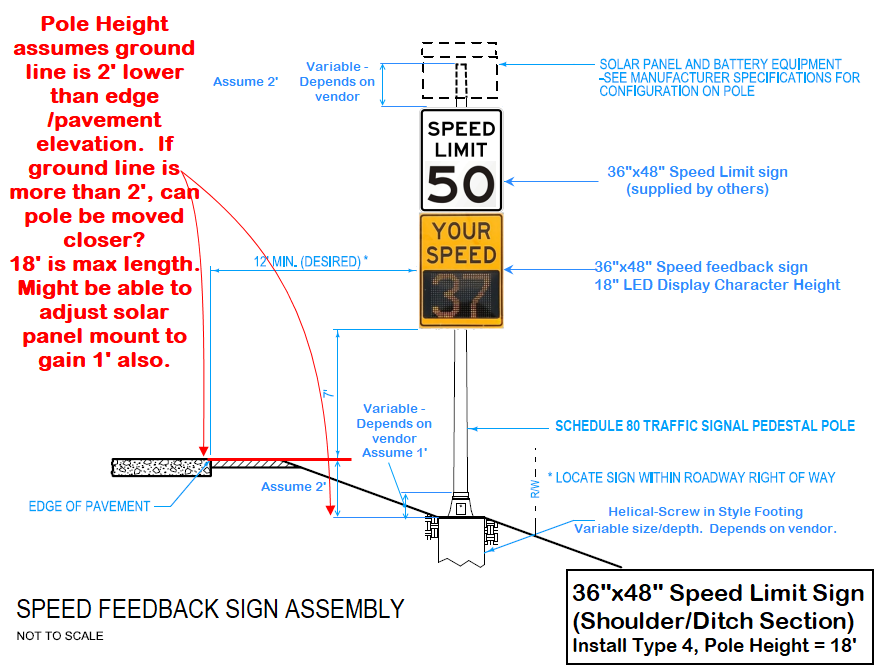 Pole Height
assumes ground
line is 2' lower
than edge
/pavement
elevation. If
ground line is
more than 2', can
pole be moved
closer?
18' is max length.
Might be able to
adjust solar
panel mount to
gain 1' also.
Assume 2'
Variable -
Depends on
vendor
SOLAR PANEL AND BATTERY EQUIPMENT
-SEE MANUFACTURER SPECIFICATIONS FOR
CONFIGURATION ON POLE
SPEED
LIMIT
50
36"x48" Speed Limit sign
(supplied by others)
YOUR
SPEED
37
12' MIN. (DESIRED) *
36"x48" Speed feedback sign
18" LED Display Character Height
7'
Variable -
Depends on
vendor
Assume 1'
SCHEDULE 80 TRAFFIC SIGNAL PEDESTAL POLE
Assume 2'
R/W
* LOCATE SIGN WITHIN ROADWAY RIGHT OF WAY
EDGE OF PAVEMENT
Helical-Screw in Style Footing
Variable size/depth. Depends on vendor.
SPEED FEEDBACK SIGN ASSEMBLY
NOT TO SCALE
36"x48" Speed Limit Sign
(Shoulder/Ditch Section)
Install Type 4, Pole Height = 18'